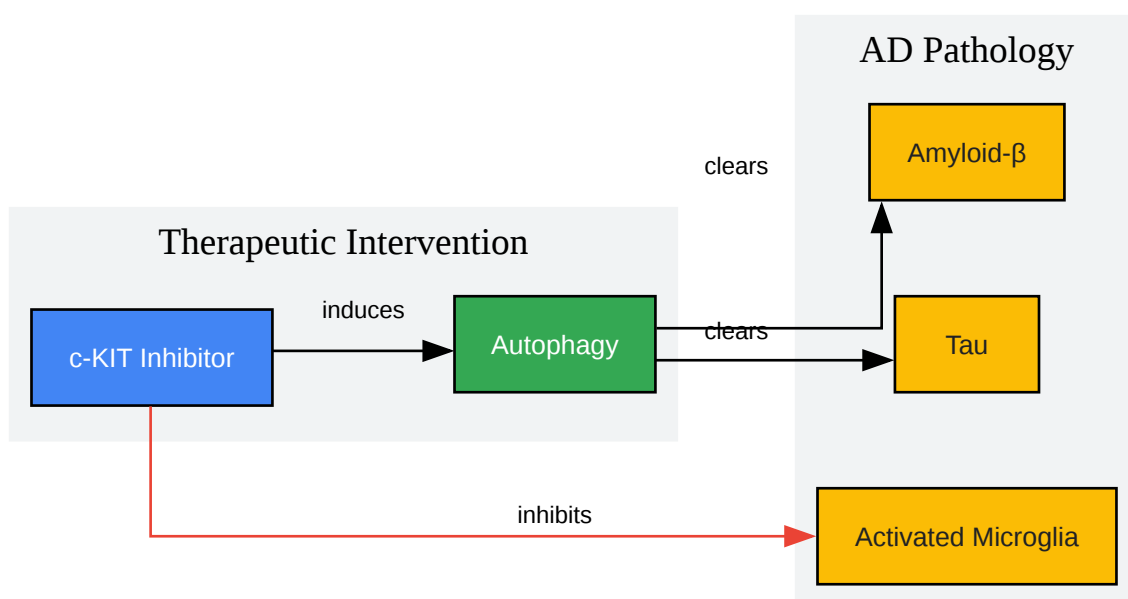 AD Pathology
Amyloid-β
clears
Therapeutic Intervention
induces
c-KIT Inhibitor
Autophagy
clears
Tau
inhibits
Activated Microglia